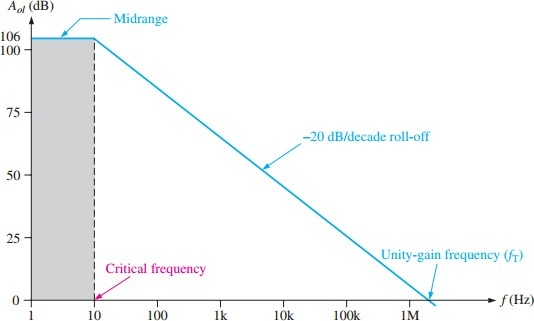 A_ol (dB)
Midrange
106
100
75
–20 dB/decade roll-off
50
25
Unity-gain frequency (f_T)
Critical frequency
0
f (Hz)
1
10
100
1k
10k
100k
1M